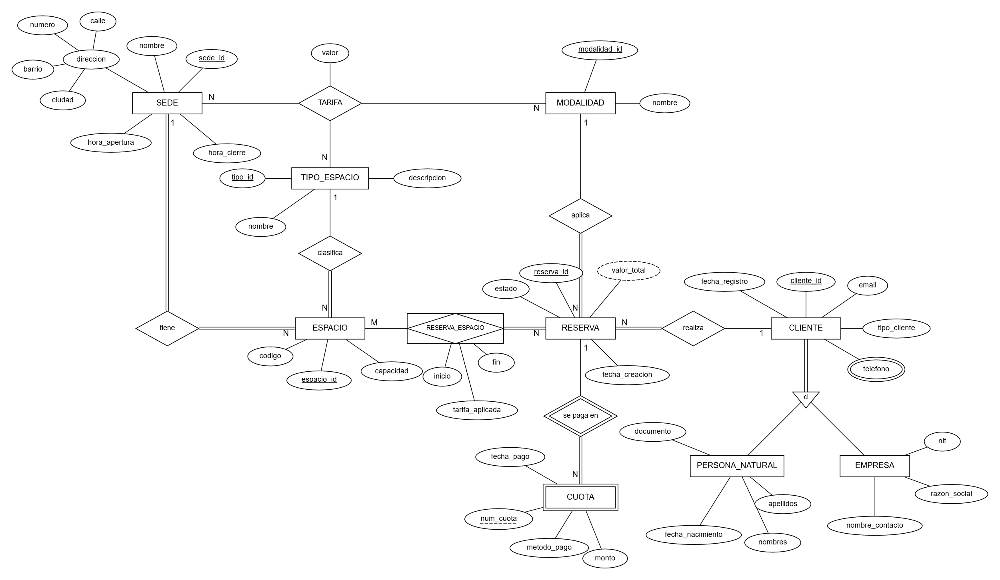 calle
numero
nombre
valor
modalidad_id
sede_id
direccion
barrio
ciudad
N
SEDE
TARIFA
MODALIDAD
nombre
N
1
1
hora_apertura
hora_cierre
N
tipo_id
TIPO_ESPACIO
descripcion
1
aplica
nombre
clasifica
reserva_id
valor_total
estado
fecha_registro
cliente_id
email
N
N
M
N
1
tiene
N
ESPACIO
RESERVA_ESPACIO
N
RESERVA
realiza
CLIENTE
tipo_cliente
1
codigo
espacio_id
capacidad
inicio
fin
fecha_creacion
telefono
d
tarifa_aplicada
se paga en
documento
nit
fecha_pago
N
PERSONA_NATURAL
EMPRESA
CUOTA
razon_social
apellidos
num_cuota
nombre_contacto
fecha_nacimiento
nombres
metodo_pago
monto